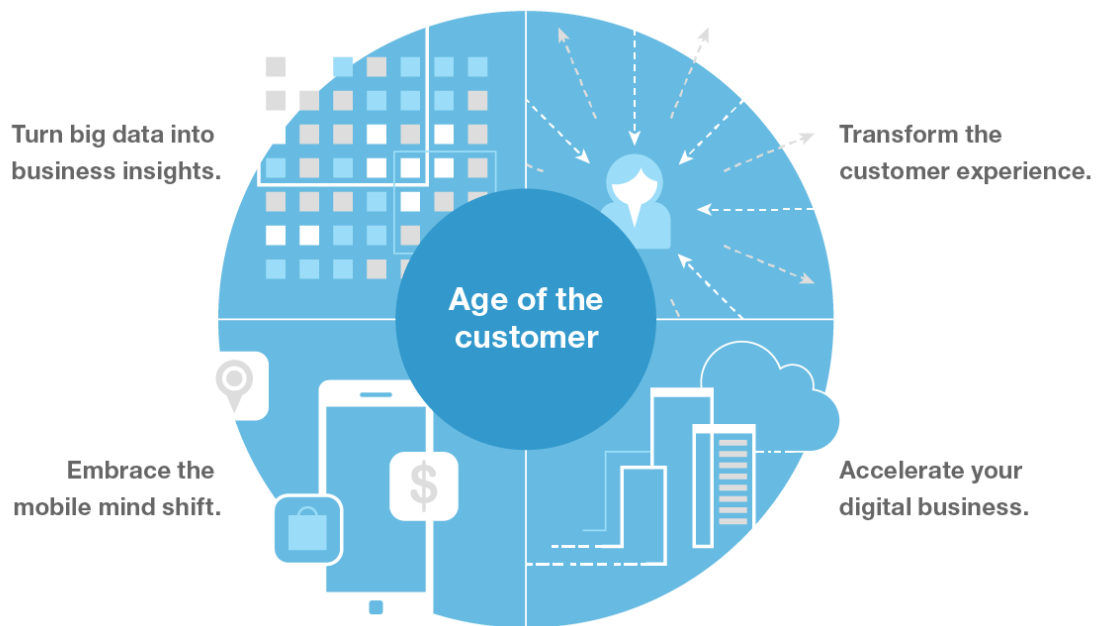 Turn big data into
business insights.
Transform the
customer experience.
Age of the
customer
Embrace the
mobile mind shift.
$
Accelerate your
digital business.